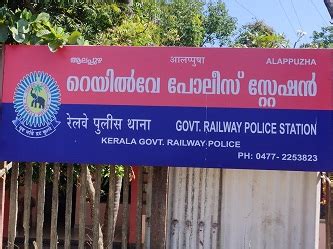 ആലപ്പുഴ आलप्पुषा ALAPPUZHA
റെയിൽവേ പോലീസ് സ്റ്റേഷൻ
रेलवे पुलीस थाना GOVT. RAILWAY POLICE STATION
KERALA GOVT. RAILWAY POLICE
PH: 0477- 2253823